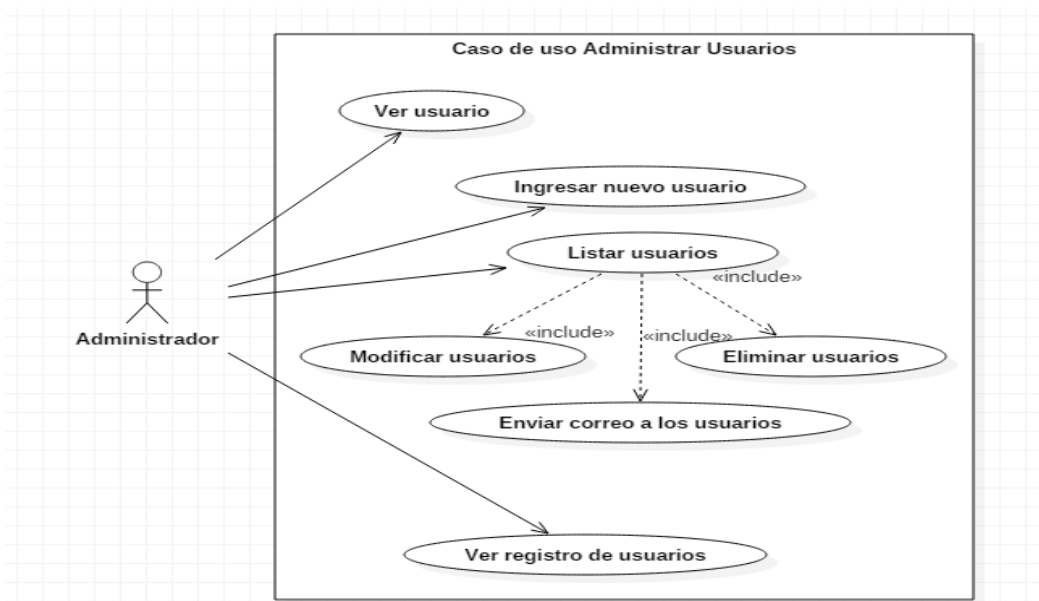 Caso de uso Administrar Usuarios
Ver usuario
Ingresar nuevo usuario
Listar usuarios
«include»
«include»
«include»
Administrador
Modificar usuarios
Eliminar usuarios
Enviar correo a los usuarios
Ver registro de usuarios